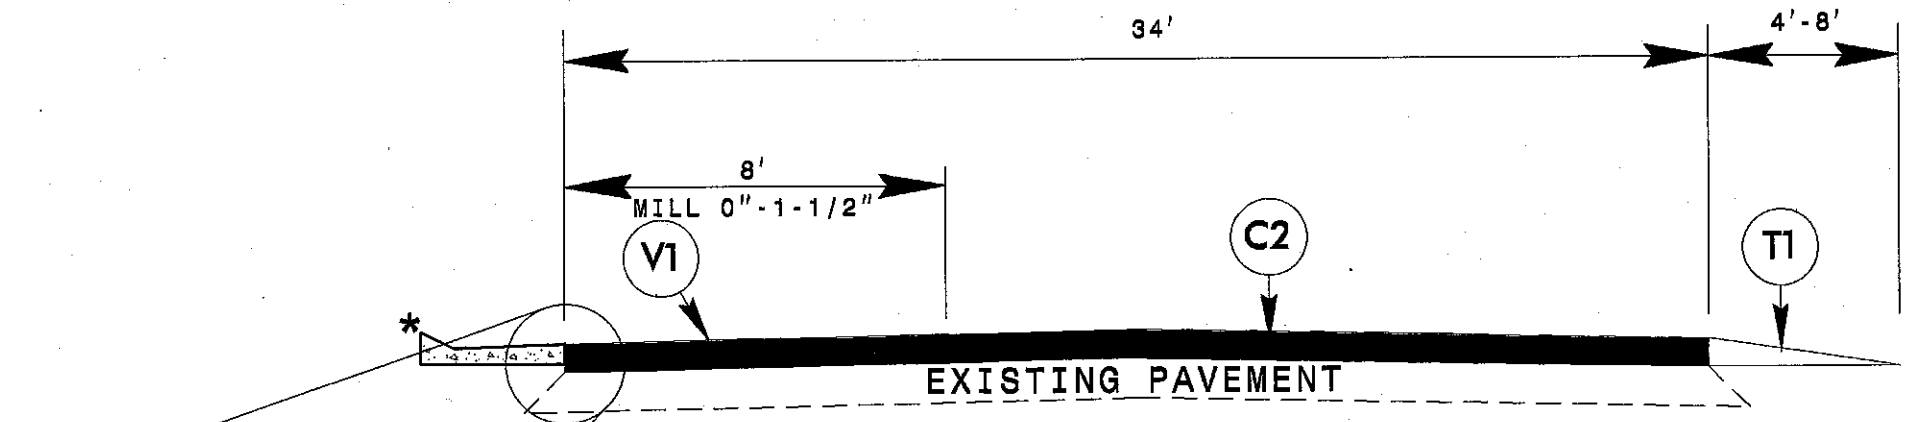 34'
4'-8'
8'
MILL 0"-1-1/2"
V1
C2
T1
*
EXISTING PAVEMENT